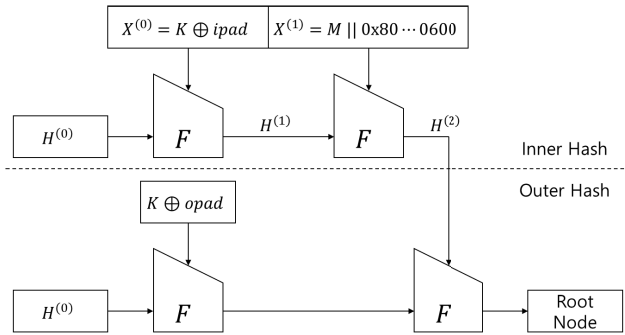 X^(0) = K ⊕ ipad
X^(1) = M || 0x80 ⋯ 0600
H^(0)
F
H^(1)
F
H^(2)
Inner Hash
Outer Hash
K ⊕ opad
H^(0)
F
F
Root
Node